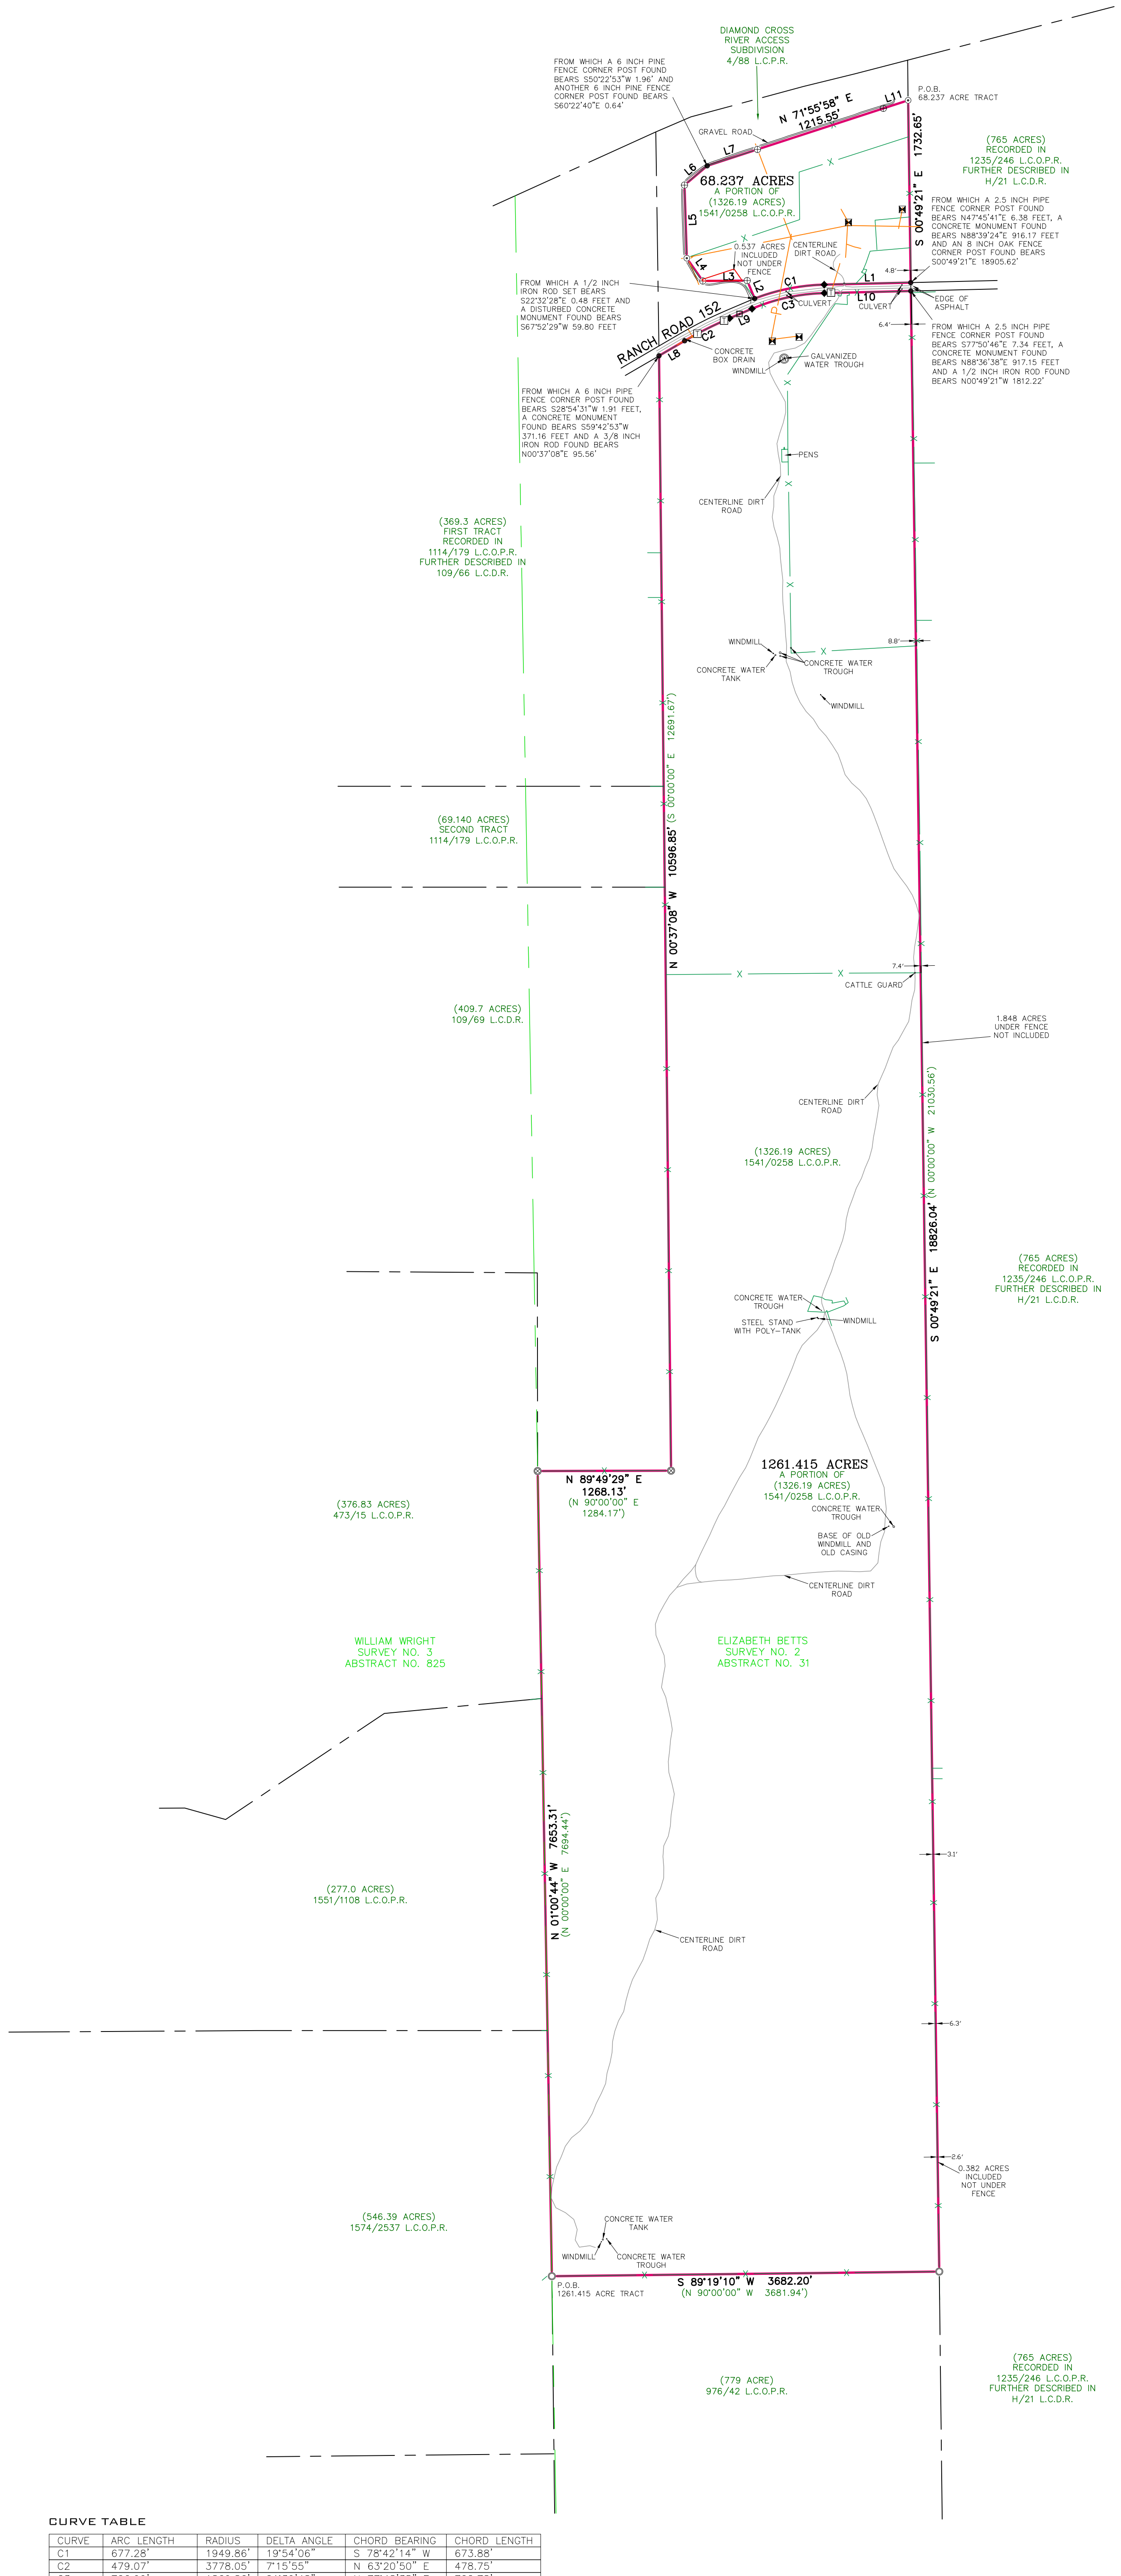 DIAMOND CROSS
RIVER ACCESS
SUBDIVISION
4/88 L.C.P.R.
FROM WHICH A 6 INCH PINE
FENCE CORNER POST FOUND
BEARS S50°22'53"W 1.96' AND
ANOTHER 6 INCH PINE FENCE
CORNER POST FOUND BEARS
S60°22'40"E 0.64'
P.O.B.
68.237 ACRE TRACT
L11
N 71°55'58" E
1215.55'
GRAVEL ROAD
L7
L6
L5
L4
L3
L2
68.237 ACRES
A PORTION OF
(1326.19 ACRES)
1541/0258 L.C.O.P.R.
S 00°49'21" E 1732.65'
(765 ACRES)
RECORDED IN
1235/246 L.C.O.P.R.
FURTHER DESCRIBED IN
H/21 L.C.D.R.
FROM WHICH A 2.5 INCH PIPE
FENCE CORNER POST FOUND
BEARS N47°45'41"E 6.38 FEET, A
CONCRETE MONUMENT FOUND
BEARS N88°39'24"E 916.17 FEET
AND AN 8 INCH OAK FENCE
CORNER POST FOUND BEARS
S00°49'21"E 18905.62'
0.537 ACRES
INCLUDED
NOT UNDER
FENCE
CENTERLINE
DIRT ROAD
4.8'
FROM WHICH A 1/2 INCH
IRON ROD SET BEARS
S22°32'28"E 0.48 FEET AND
A DISTURBED CONCRETE
MONUMENT FOUND BEARS
S67°52'29"W 59.80 FEET
C1
L1
C3
CULVERT
L10
CULVERT
EDGE OF
ASPHALT
RANCH ROAD 152
L9
C2
L8
6.4'
CONCRETE
BOX DRAIN
GALVANIZED
WATER TROUGH
WINDMILL
FROM WHICH A 2.5 INCH PIPE
FENCE CORNER POST FOUND
BEARS S77°50'46"E 7.34 FEET, A
CONCRETE MONUMENT FOUND
BEARS N88°36'38"E 917.15 FEET
AND A 1/2 INCH IRON ROD FOUND
BEARS N00°49'21"W 1812.22'
FROM WHICH A 6 INCH PIPE
FENCE CORNER POST FOUND
BEARS S28°54'31"W 1.91 FEET,
A CONCRETE MONUMENT
FOUND BEARS S59°42'53"W
371.16 FEET AND A 3/8 INCH
IRON ROD FOUND BEARS
N00°37'08"E 95.56'
PENS
CENTERLINE DIRT
ROAD
(369.3 ACRES)
FIRST TRACT
RECORDED IN
1114/179 L.C.O.P.R.
FURTHER DESCRIBED IN
109/66 L.C.D.R.
WINDMILL
8.8'
CONCRETE WATER
TANK
CONCRETE WATER
TROUGH
WINDMILL
N 00°37'08" W 10596.85' (S 00°00'00" E 12691.67')
(69.140 ACRES)
SECOND TRACT
1114/179 L.C.O.P.R.
7.4'
CATTLE GUARD
(409.7 ACRES)
109/69 L.C.D.R.
1.848 ACRES
UNDER FENCE
NOT INCLUDED
CENTERLINE DIRT
ROAD
(1326.19 ACRES)
1541/0258 L.C.O.P.R.
S 00°49'21" E 18826.04' (N 00°00'00" W 21030.56')
(765 ACRES)
RECORDED IN
1235/246 L.C.O.P.R.
FURTHER DESCRIBED IN
H/21 L.C.D.R.
CONCRETE WATER
TROUGH
STEEL STAND
WITH POLY-TANK
WINDMILL
N 89°49'29" E
1268.13'
(N 90°00'00" E
1284.17')
1261.415 ACRES
A PORTION OF
(1326.19 ACRES)
1541/0258 L.C.O.P.R.
(376.83 ACRES)
473/15 L.C.O.P.R.
CONCRETE WATER
TROUGH
BASE OF OLD
WINDMILL AND
OLD CASING
CENTERLINE DIRT
ROAD
WILLIAM WRIGHT
SURVEY NO. 3
ABSTRACT NO. 825
ELIZABETH BETTS
SURVEY NO. 2
ABSTRACT NO. 31
N 01°00'44" W 7653.31'
(N 00°00'00" E 7694.44')
3.1'
(277.0 ACRES)
1551/1108 L.C.O.P.R.
CENTERLINE DIRT
ROAD
6.3'
2.6'
0.382 ACRES
INCLUDED
NOT UNDER
FENCE
(546.39 ACRES)
1574/2537 L.C.O.P.R.
CONCRETE WATER
TANK
WINDMILL
CONCRETE WATER
TROUGH
P.O.B.
1261.415 ACRE TRACT
S 89°19'10" W 3682.20'
(N 90°00'00" W 3681.94')
(779 ACRE)
976/42 L.C.O.P.R.
(765 ACRES)
RECORDED IN
1235/246 L.C.O.P.R.
FURTHER DESCRIBED IN
H/21 L.C.D.R.
CURVE TABLE
CURVE ARC LENGTH RADIUS DELTA ANGLE CHORD BEARING CHORD LENGTH
C1 677.28' 1949.86' 19°54'06" S 78°42'14" W 673.88'
C2 479.07' 3778.05' 7°15'55" N 63°20'50" E 478.75'